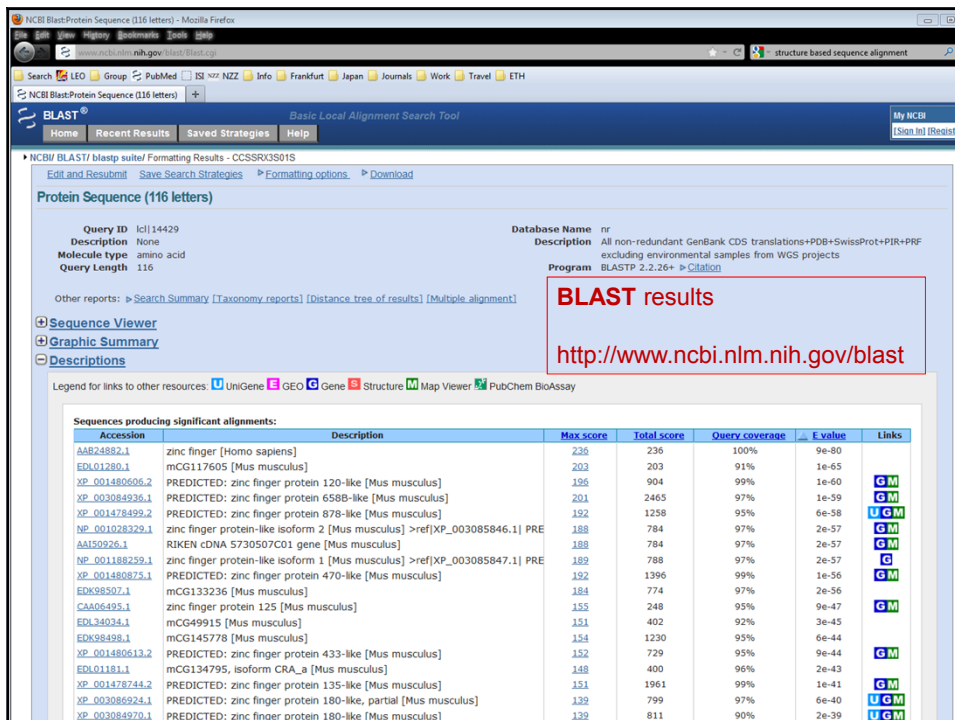 NCBI Blast:Protein Sequence (116 letters) - Mozilla Firefox
File Edit View History Bookmarks Tools Help
www.ncbi.nlm.nih.gov/blast/Blast.cgi structure based sequence alignment
Search LEO Group PubMed ISI NZZ NZZ Info Frankfurt Japan Journals Work Travel ETH
NCBI Blast:Protein Sequence (116 letters) +
BLAST® Basic Local Alignment Search Tool My NCBI
Home Recent Results Saved Strategies Help [Sign In] [Regist
NCBI/ BLAST/ blastp suite/ Formatting Results - CCSSRX3S01S
Edit and Resubmit Save Search Strategies Formatting options Download
Protein Sequence (116 letters)
Query ID lcl|14429 Database Name nr
Description None Description All non-redundant GenBank CDS translations+PDB+SwissProt+PIR+PRF
Molecule type amino acid excluding environmental samples from WGS projects
Query Length 116 Program BLASTP 2.2.26+ Citation
Other reports: Search Summary [Taxonomy reports] [Distance tree of results] [Multiple alignment]
BLAST results
http://www.ncbi.nlm.nih.gov/blast
Sequence Viewer
Graphic Summary
Descriptions
Legend for links to other resources: U UniGene E GEO G Gene S Structure M Map Viewer PubChem BioAssay
Sequences producing significant alignments:
Accession Description Max score Total score Query coverage E value Links
AAB24882.1 zinc finger [Homo sapiens] 236 236 100% 9e-80
EDL01280.1 mCG117605 [Mus musculus] 203 203 91% 1e-65
XP_001480606.2 PREDICTED: zinc finger protein 120-like [Mus musculus] 196 904 99% 1e-60 G M
XP_003084936.1 PREDICTED: zinc finger protein 658B-like [Mus musculus] 201 2465 97% 1e-59 G M
XP_001478499.2 PREDICTED: zinc finger protein 878-like [Mus musculus] 192 1258 95% 6e-58 U G M
NP_001028329.1 zinc finger protein-like isoform 2 [Mus musculus] >ref|XP_003085846.1| PRE 188 784 97% 2e-57 G M
AAI50926.1 RIKEN cDNA 5730507C01 gene [Mus musculus] 188 784 97% 2e-57 G M
NP_001188259.1 zinc finger protein-like isoform 1 [Mus musculus] >ref|XP_003085847.1| PRE 189 788 97% 2e-57 G
XP_001480875.1 PREDICTED: zinc finger protein 470-like [Mus musculus] 192 1396 99% 1e-56 G M
EDK98507.1 mCG133236 [Mus musculus] 184 774 97% 2e-56
CAA06495.1 zinc finger protein 125 [Mus musculus] 155 248 95% 9e-47 G M
EDL34034.1 mCG49915 [Mus musculus] 151 402 92% 3e-45
EDK98498.1 mCG145778 [Mus musculus] 154 1230 95% 6e-44
XP_001480613.2 PREDICTED: zinc finger protein 433-like [Mus musculus] 152 729 95% 9e-44 G M
EDL01181.1 mCG134795, isoform CRA_a [Mus musculus] 148 400 96% 2e-43
XP_001478744.2 PREDICTED: zinc finger protein 135-like [Mus musculus] 151 1961 99% 1e-41 G M
XP_003086924.1 PREDICTED: zinc finger protein 180-like, partial [Mus musculus] 139 799 97% 6e-40 U G M
XP_003084970.1 PREDICTED: zinc finger protein 180-like [Mus musculus] 139 811 90% 2e-39 U G M